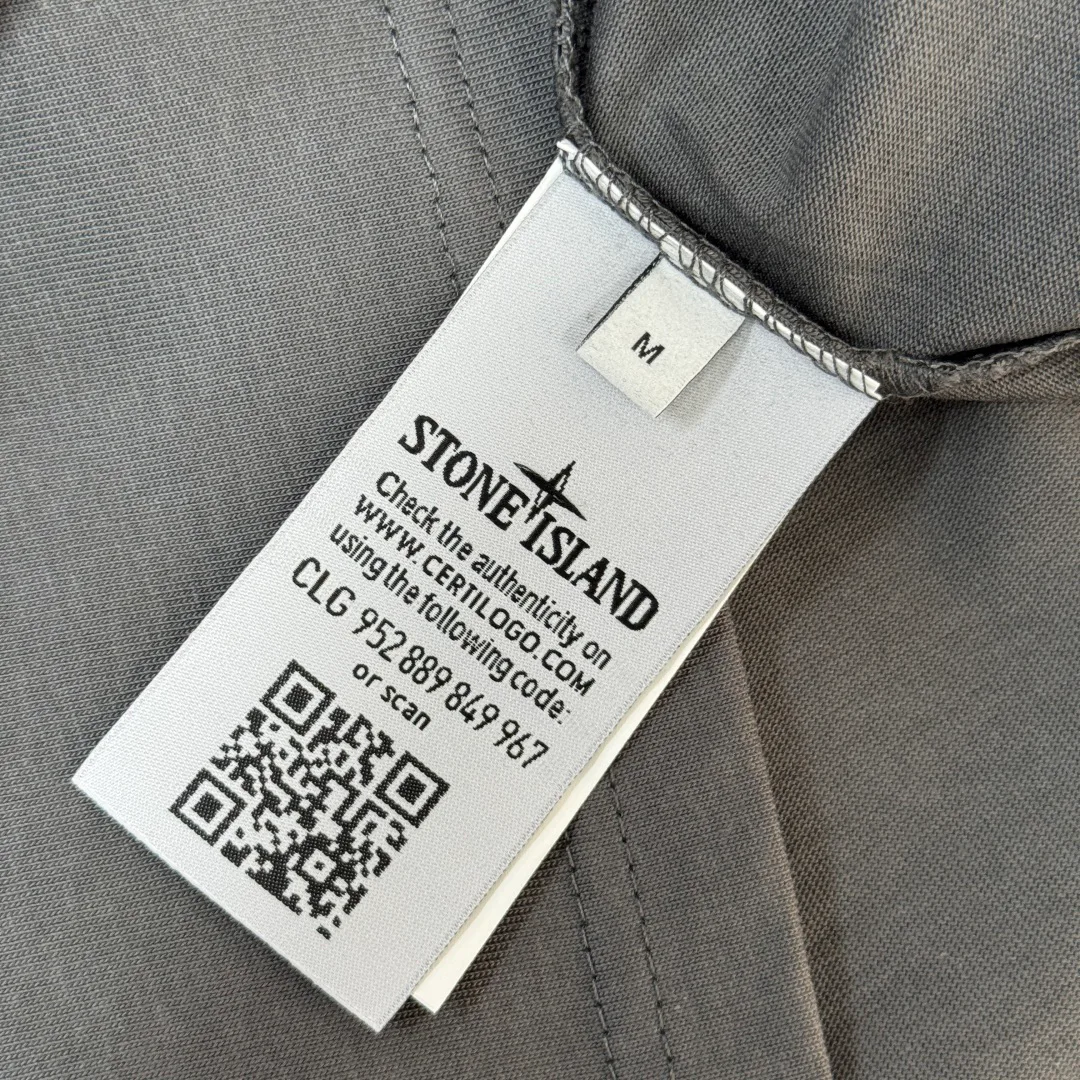 M
STONE ISLAND
Check the authenticity on
WWW.CERTILOGO.COM
using the following code:
CLG 952 889 849 967
or scan